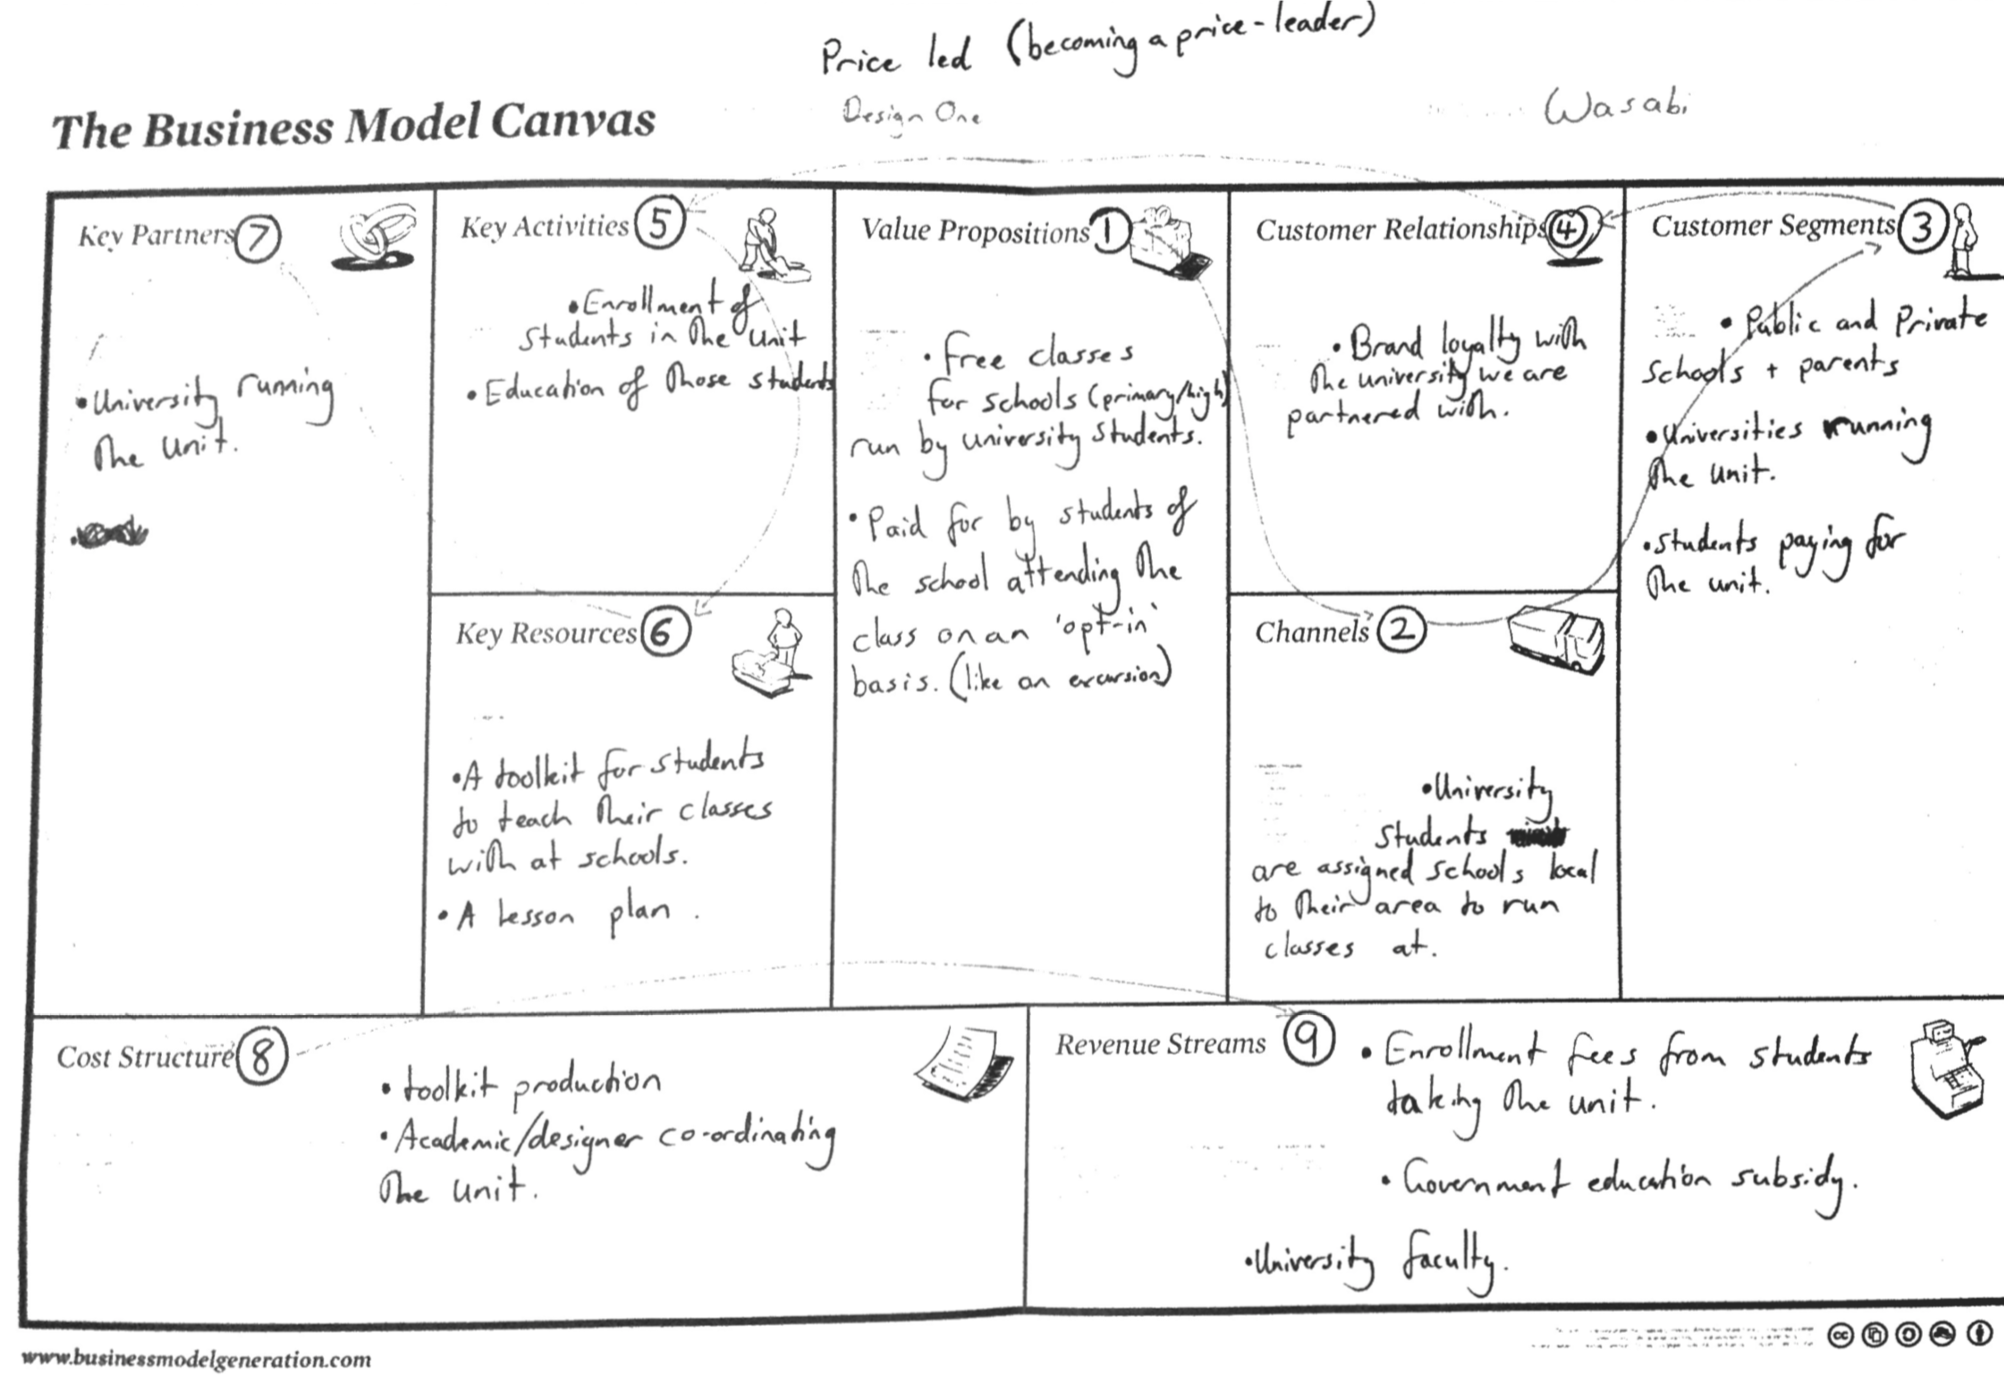 Price led (becoming a price-leader)
The Business Model Canvas
Design One
Wasabi
Key Partners 7
• University running
the unit.
Key Activities 5
• Enrollment of
students in the unit
• Education of those students
Key Resources 6
• A toolkit for students
to teach their classes
with at schools.
• A lesson plan.
Value Propositions 1
• Free classes
for schools (primary/high)
run by university students.
• Paid for by students of
the school attending the
class on an 'opt-in'
basis. (like an excursion)
Customer Relationships 4
• Brand loyalty with
the university we are
partnered with.
Channels 2
• University
students
are assigned schools local
to their area to run
classes at.
Customer Segments 3
• Public and Private
schools + parents
• Universities running
the unit.
• Students paying for
the unit.
Cost Structure 8
• toolkit production
• Academic/designer co-ordinating
the unit.
Revenue Streams 9
• Enrollment fees from students
taking the unit.
• Government education subsidy.
• University faculty.
www.businessmodelgeneration.com
cc